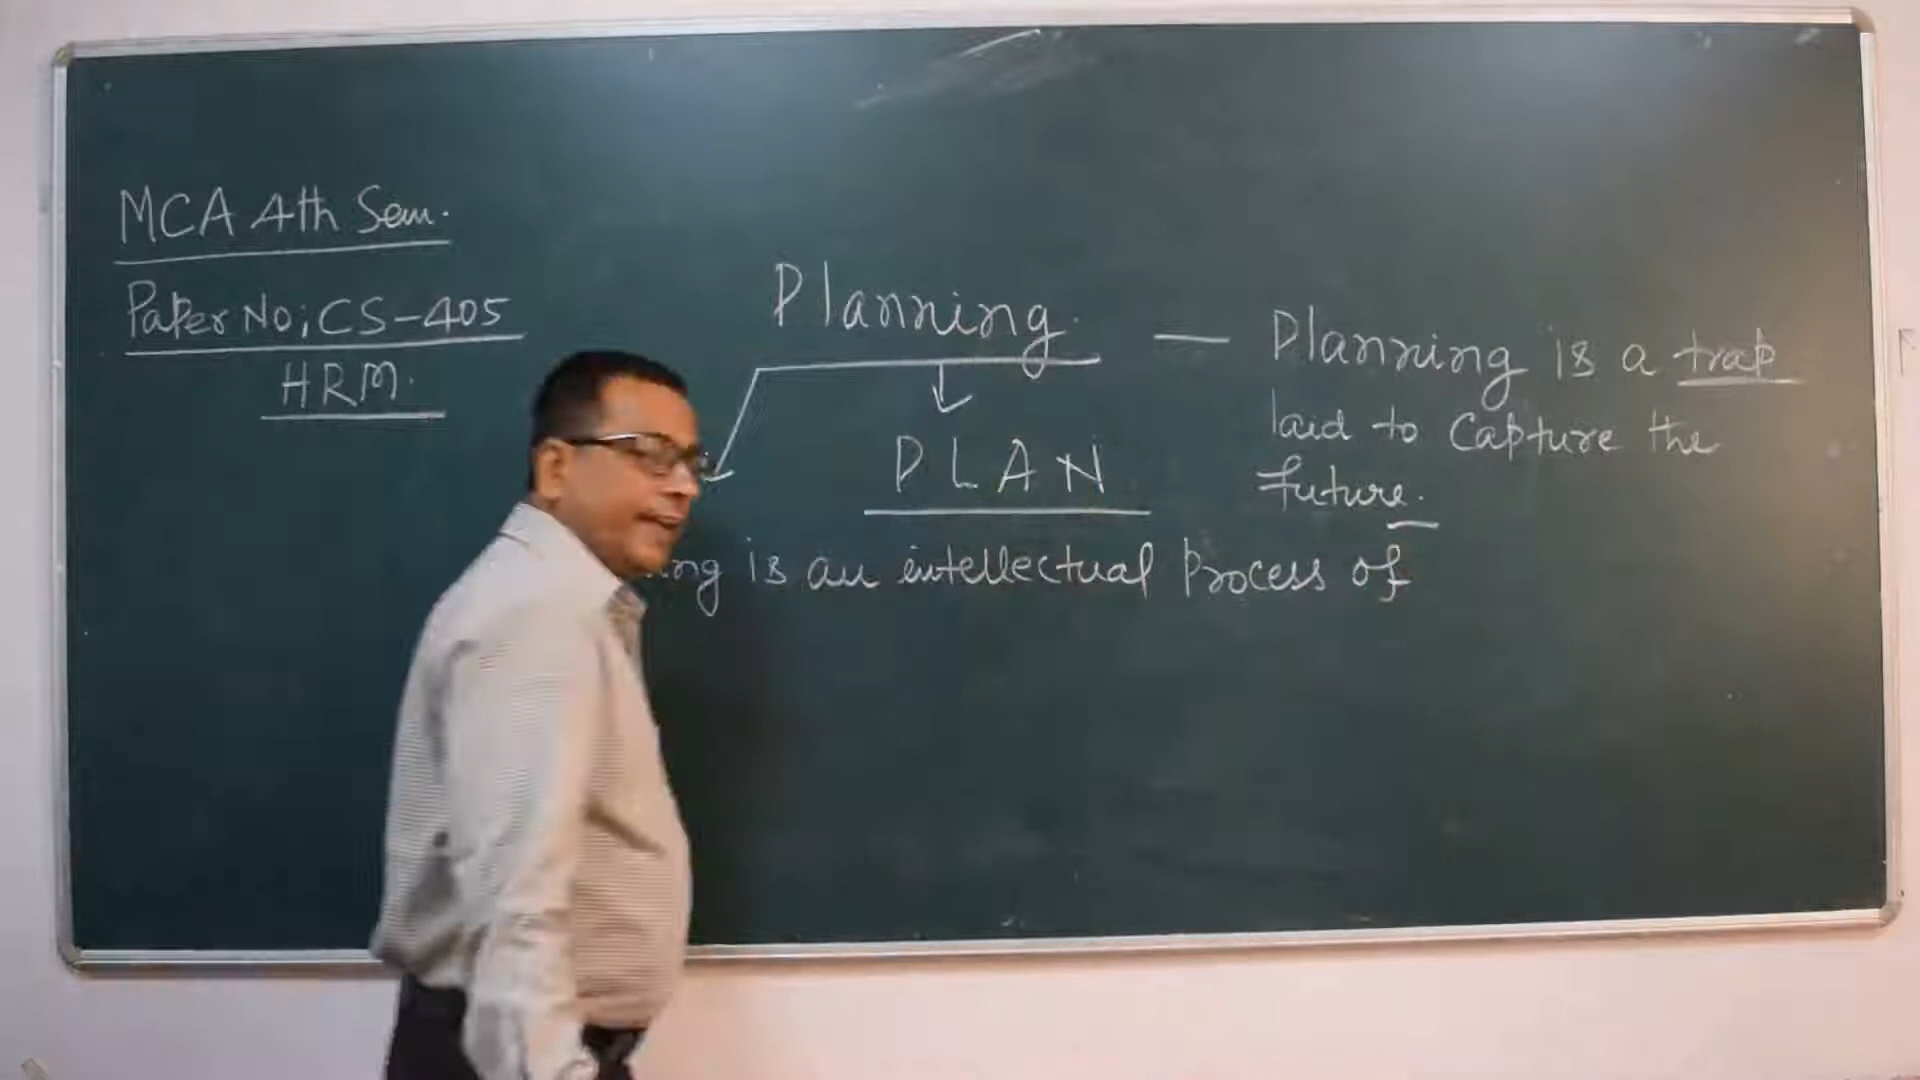 MCA 4th Sem.
Paper No; CS-405
HRM.
Planning. — Planning is a trap
laid to Capture the
future.
PLAN
is an intellectual Process of